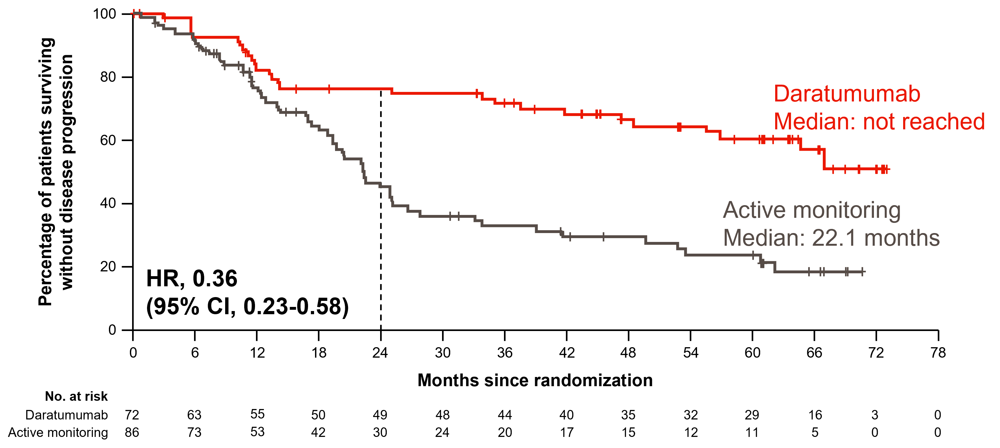 Percentage of patients surviving
without disease progression
100
80
60
40
20
0
Daratumumab
Median: not reached
Active monitoring
Median: 22.1 months
HR, 0.36
(95% CI, 0.23-0.58)
0 6 12 18 24 30 36 42 48 54 60 66 72 78
Months since randomization
No. at risk
Daratumumab 72 63 55 50 49 48 44 40 35 32 29 16 3 0
Active monitoring 86 73 53 42 30 24 20 17 15 12 11 5 0 0